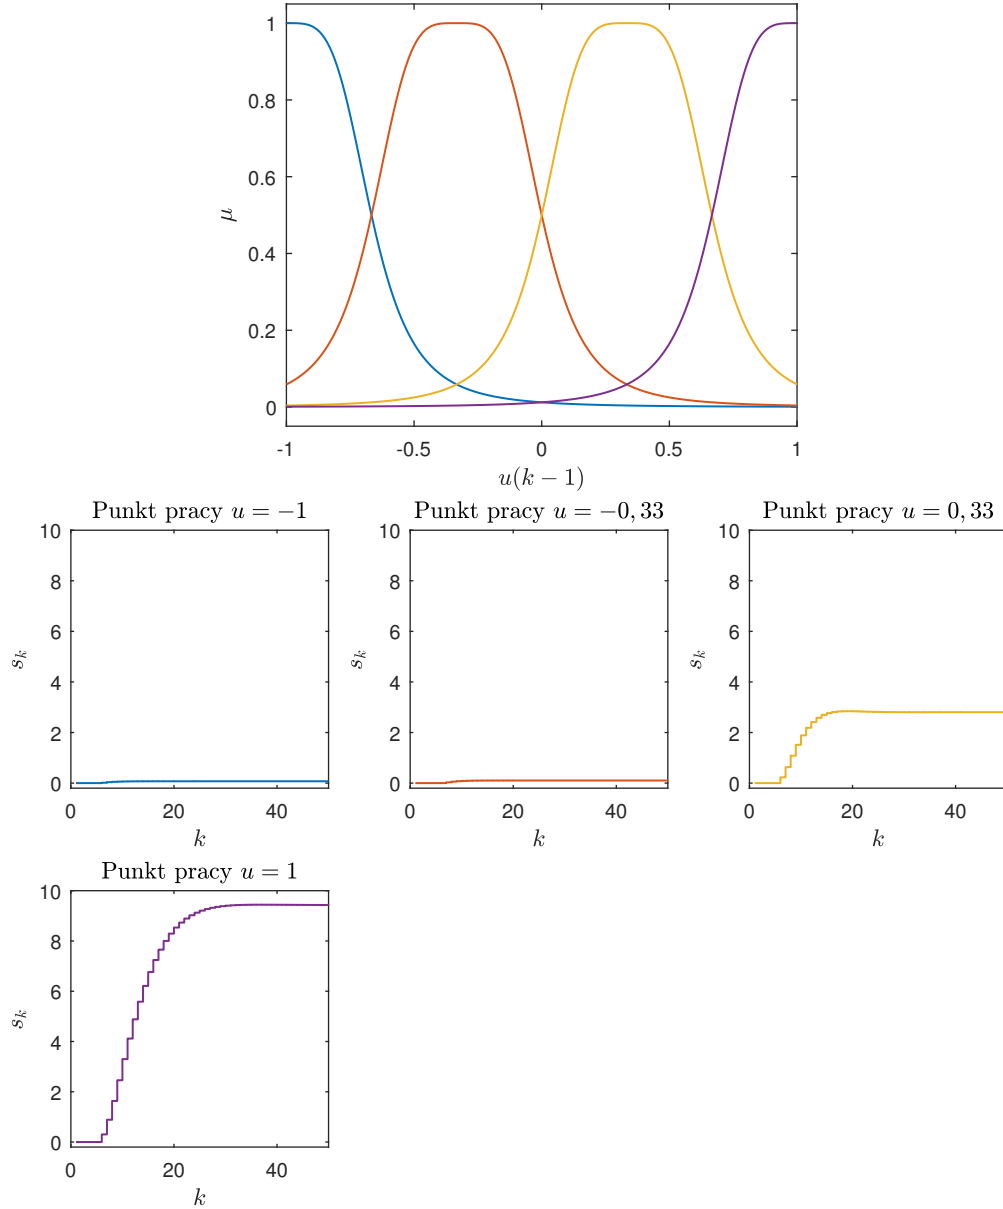 1
0.8
0.6
μ
0.4
0.2
0
-1 -0.5 0 0.5 1
u(k − 1)
Punkt pracy u = −1
10
8
6
s_k
4
2
0
0 20 40
k
Punkt pracy u = −0, 33
10
8
6
s_k
4
2
0
0 20 40
k
Punkt pracy u = 0, 33
10
8
6
s_k
4
2
0
0 20 40
k
Punkt pracy u = 1
10
8
6
s_k
4
2
0
0 20 40
k